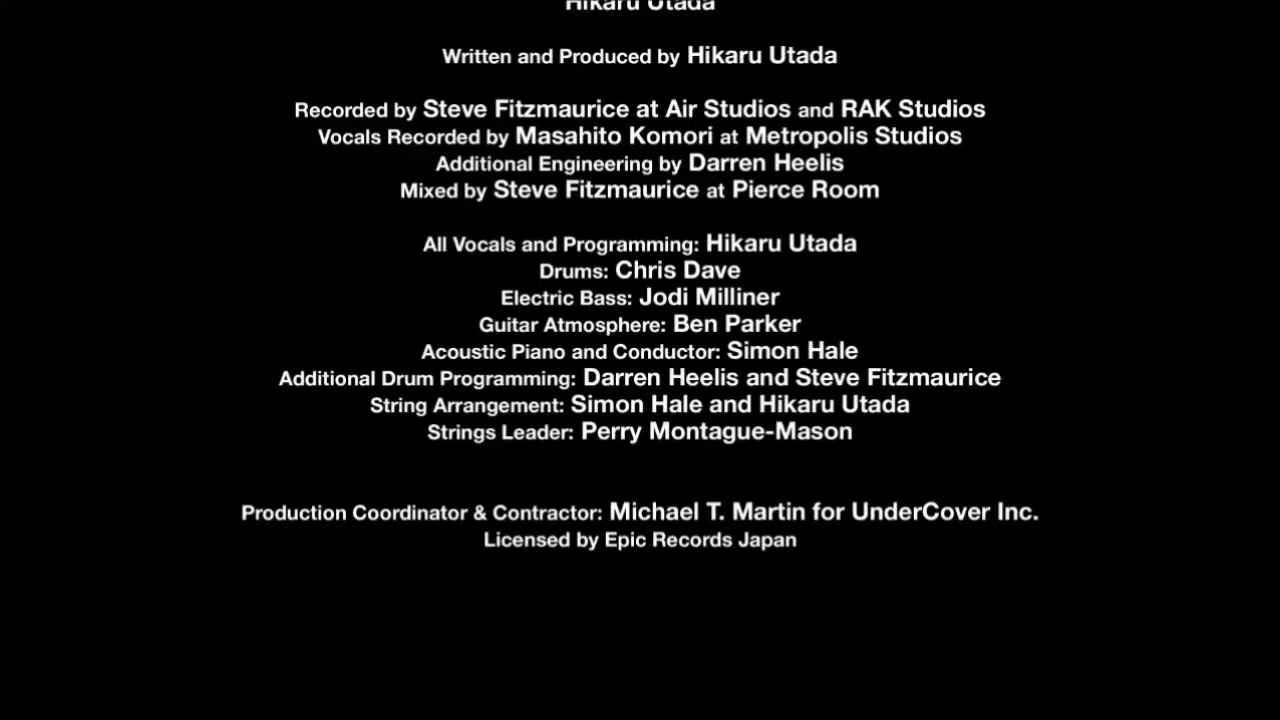 Hikaru Utada
Written and Produced by Hikaru Utada
Recorded by Steve Fitzmaurice at Air Studios and RAK Studios
Vocals Recorded by Masahito Komori at Metropolis Studios
Additional Engineering by Darren Heelis
Mixed by Steve Fitzmaurice at Pierce Room
All Vocals and Programming: Hikaru Utada
Drums: Chris Dave
Electric Bass: Jodi Milliner
Guitar Atmosphere: Ben Parker
Acoustic Piano and Conductor: Simon Hale
Additional Drum Programming: Darren Heelis and Steve Fitzmaurice
String Arrangement: Simon Hale and Hikaru Utada
Strings Leader: Perry Montague-Mason
Production Coordinator & Contractor: Michael T. Martin for UnderCover Inc.
Licensed by Epic Records Japan